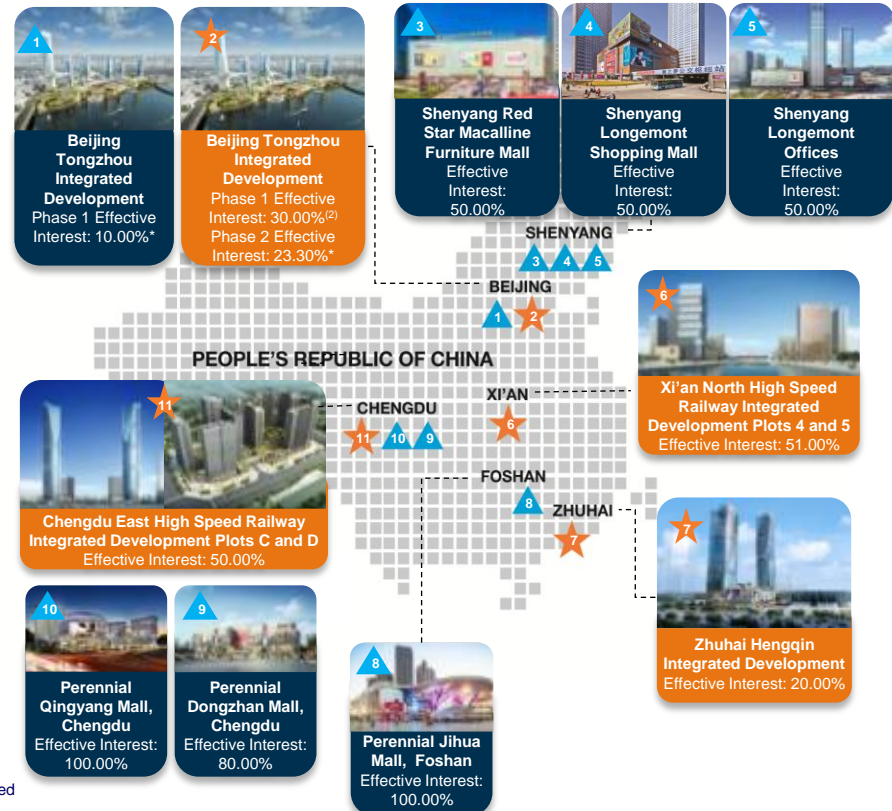 1
Beijing
Tongzhou
Integrated
Development
Phase 1 Effective
Interest: 10.00%*
2
Beijing Tongzhou
Integrated
Development
Phase 1 Effective
Interest: 30.00%(2)
Phase 2 Effective
Interest: 23.30%*
3
Shenyang Red
Star Macalline
Furniture Mall
Effective
Interest:
50.00%
4
Shenyang
Longemont
Shopping Mall
Effective
Interest:
50.00%
5
Shenyang
Longemont
Offices
Effective
Interest:
50.00%
SHENYANG
3 4 5
BEIJING
1 2
PEOPLE'S REPUBLIC OF CHINA
6
Xi'an North High Speed
Railway Integrated
Development Plots 4 and 5
Effective Interest: 51.00%
XI'AN
6
CHENGDU
11 10 9
11
Chengdu East High Speed Railway
Integrated Development Plots C and D
Effective Interest: 50.00%
FOSHAN
8
ZHUHAI
7
7
Zhuhai Hengqin
Integrated Development
Effective Interest: 20.00%
10
Perennial
Qingyang Mall,
Chengdu
Effective Interest:
100.00%
9
Perennial
Dongzhan Mall,
Chengdu
Effective Interest:
80.00%
8
Perennial Jihua
Mall, Foshan
Effective Interest:
100.00%
ed